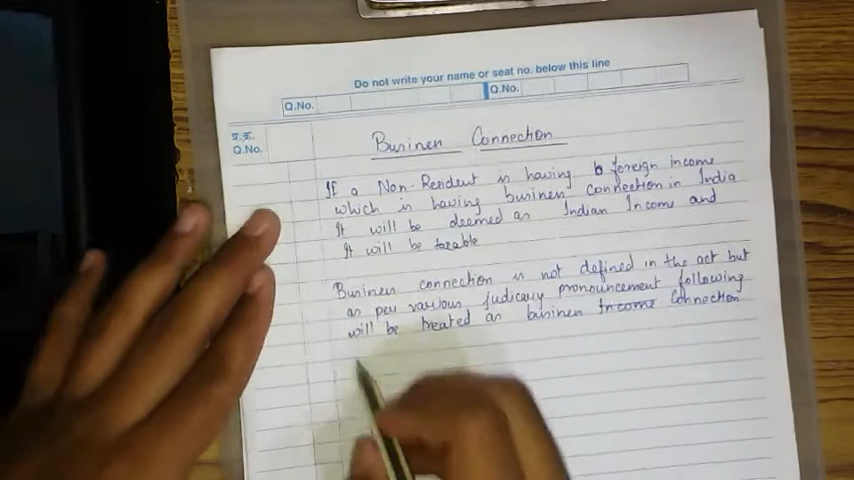 Do not write your name or seat no. below this line
Q.No. Q.No.
प्र.क्र.
Q.No.
Business Connection
If a Non-Resident is having foreign income
which is having business connection in India
It will be deemed as Indian Income and
It will be taxable
Business connection is not defined in the act but
as per various judicary pronouncement following
will be treated as business Income Connection